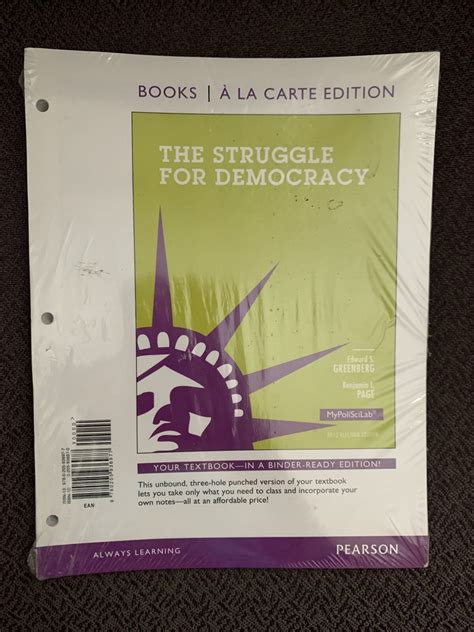 BOOKS | À LA CARTE EDITION
THE STRUGGLE
FOR DEMOCRACY
Edward S.
GREENBERG
Benjamin I.
PAGE
MyPoliSciLab®
EDITION
YOUR TEXTBOOK—IN A BINDER-READY EDITION!
This unbound, three-hole punched version of your textbook
lets you take only what you need to class and incorporate your
own notes—all at an affordable price!
EAN
ALWAYS LEARNING
PEARSON